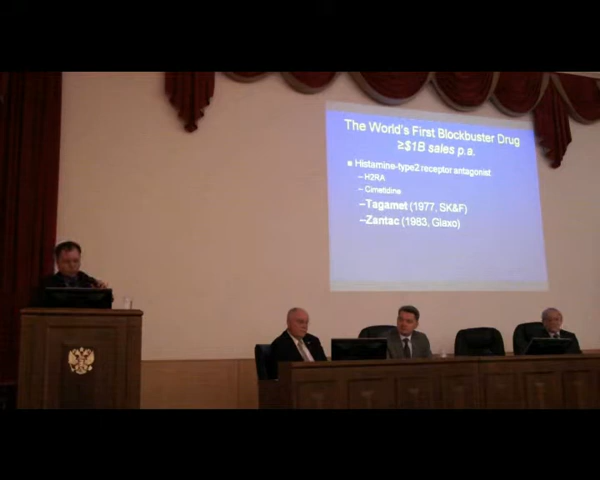 The World's First Blockbuster Drug
≥$1B sales p.a.
Histamine-type2 receptor antagonist
–H2RA
–Cimetidine
–Tagamet (1977, SK&F)
–Zantac (1983, Glaxo)